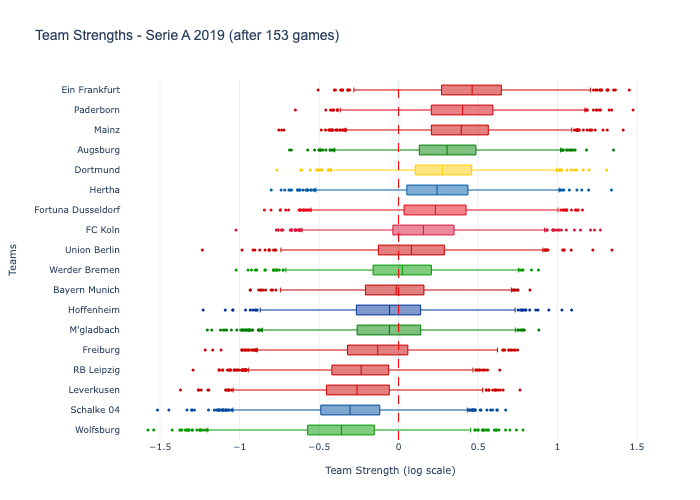 Team Strengths - Serie A 2019 (after 153 games)
Ein Frankfurt
Paderborn
Mainz
Augsburg
Dortmund
Hertha
Fortuna Dusseldorf
FC Koln
Union Berlin
Werder Bremen
Bayern Munich
Hoffenheim
M'gladbach
Freiburg
RB Leipzig
Leverkusen
Schalke 04
Wolfsburg
Teams
−1.5 −1 −0.5 0 0.5 1 1.5
Team Strength (log scale)